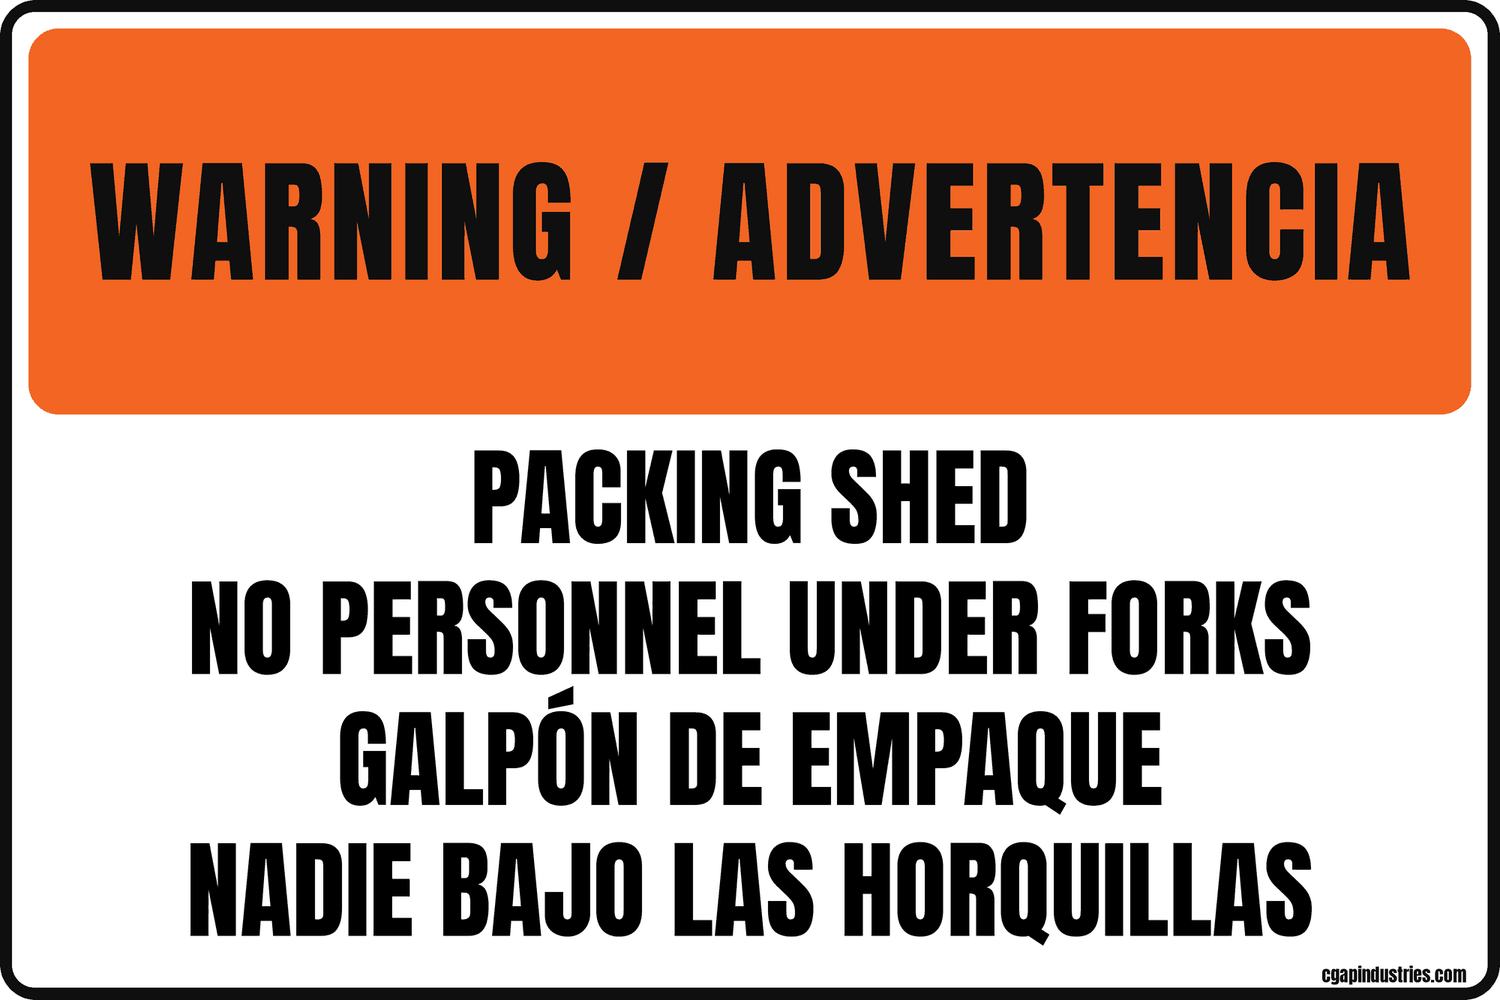 WARNING / ADVERTENCIA
PACKING SHED
NO PERSONNEL UNDER FORKS
GALPÓN DE EMPAQUE
NADIE BAJO LAS HORQUILLAS
cgapindustries.com